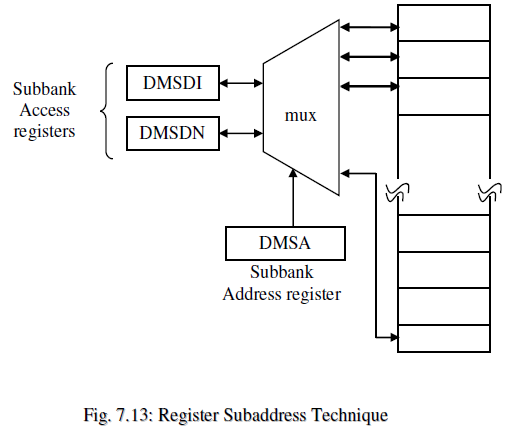 Subbank
Access
registers
DMSDI
DMSDN
mux
DMSA
Subbank
Address register
Fig. 7.13: Register Subaddress Technique